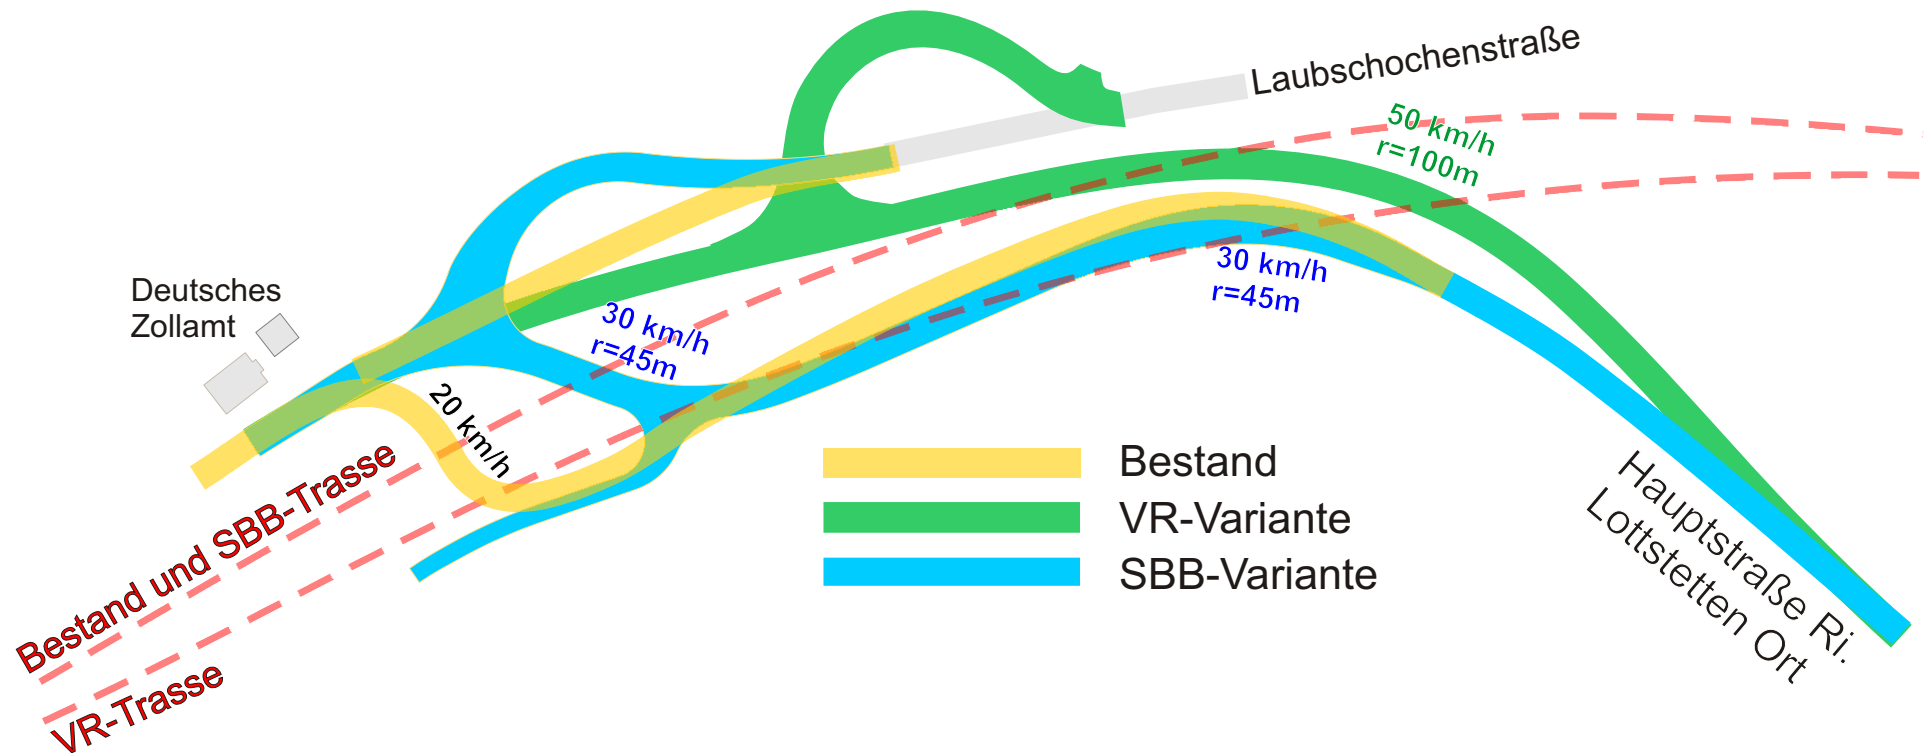 Laubschochenstraße
50 km/h
r=100m
Deutsches
Zollamt
30 km/h
r=45m
30 km/h
r=45m
20 km/h
Bestand und SBB-Trasse
VR-Trasse
Bestand
VR-Variante
SBB-Variante
Hauptstraße Ri.
Lottstetten Ort